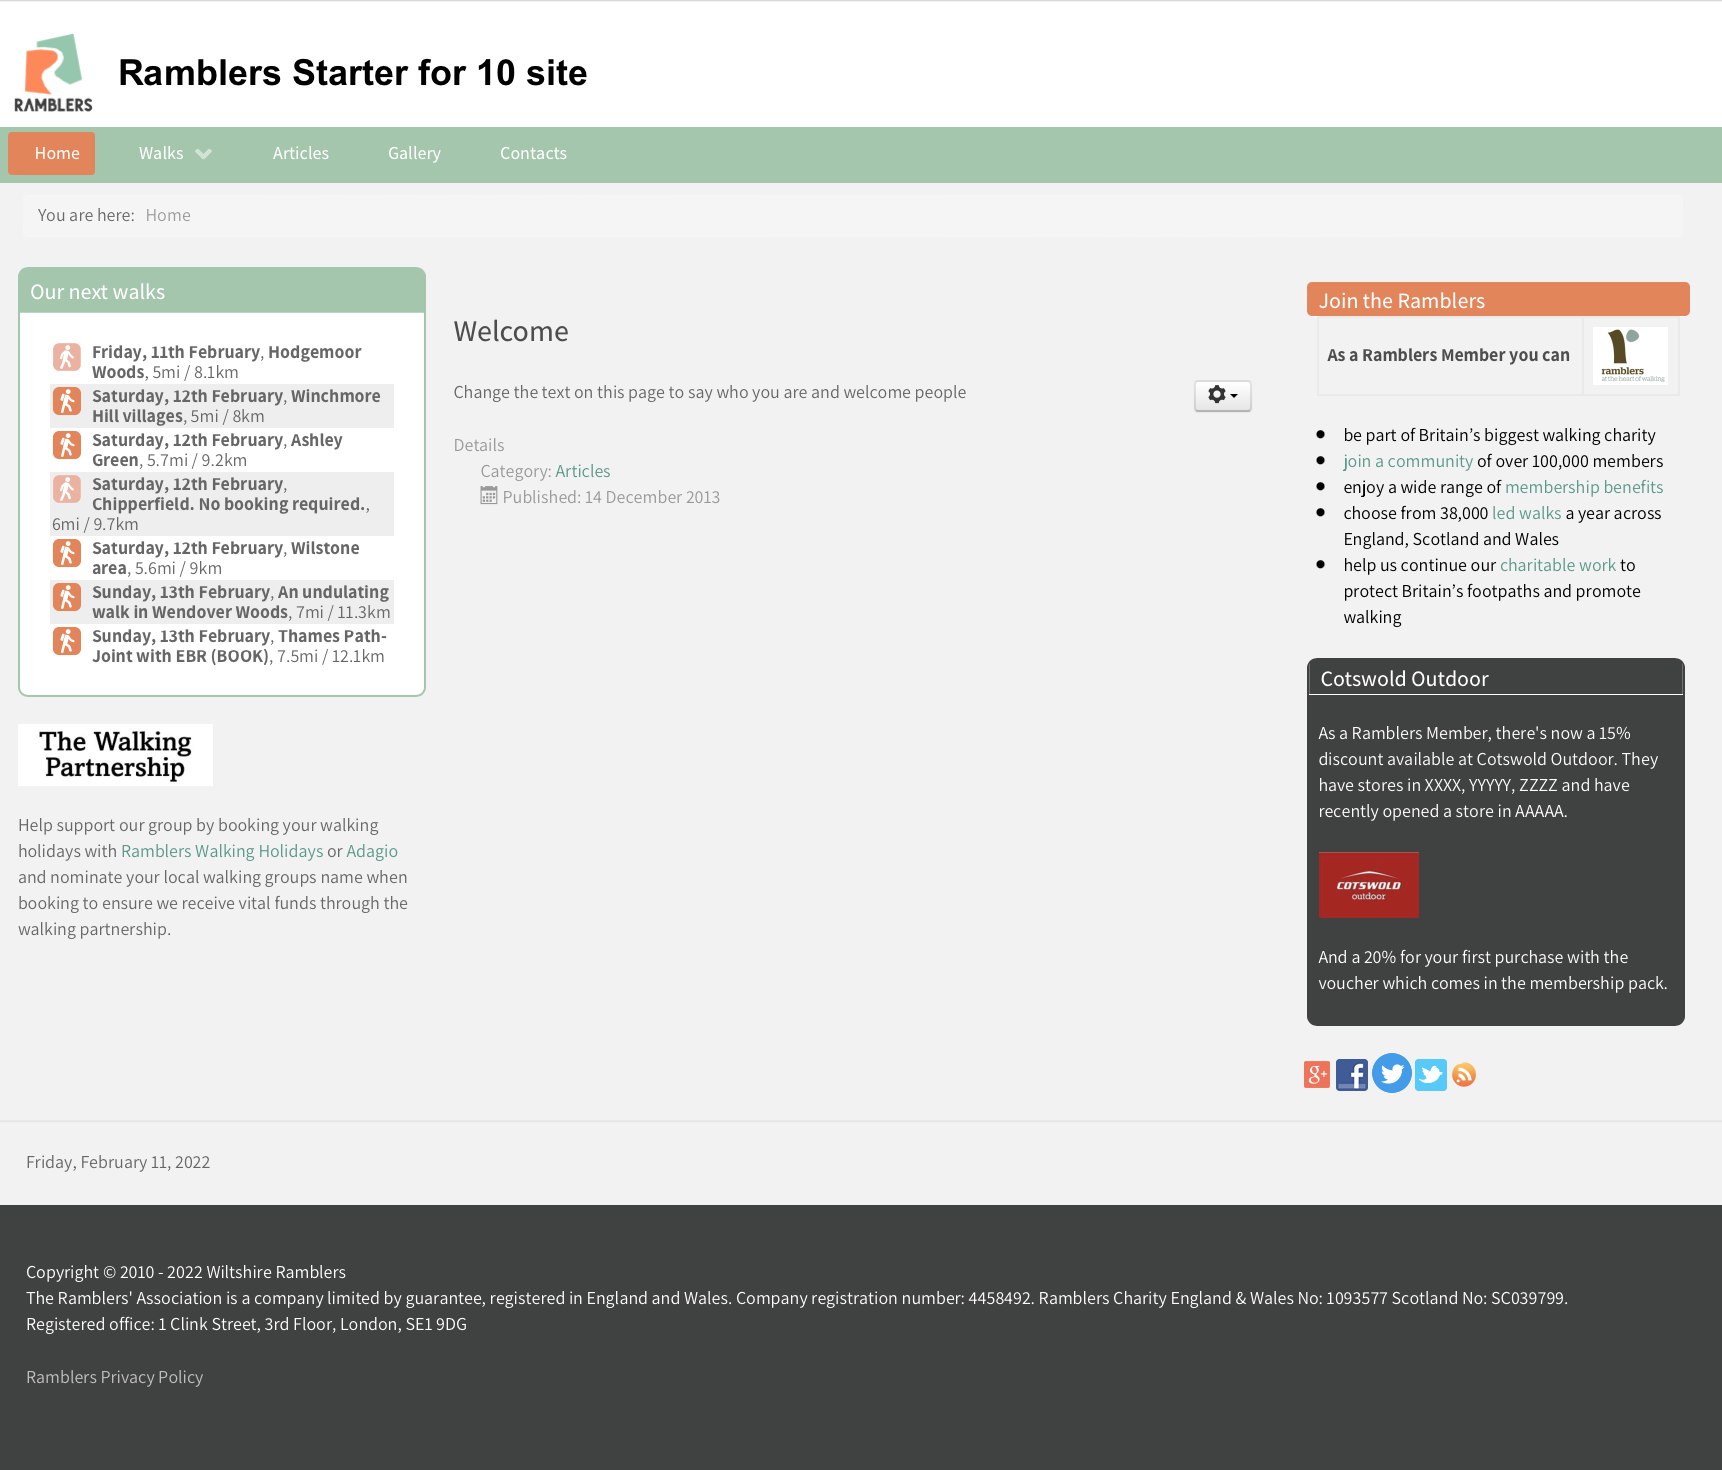 RAMBLERS
Ramblers Starter for 10 site
Home
Walks
Articles
Gallery
Contacts
You are here: Home
Our next walks
Friday, 11th February, Hodgemoor
Woods, 5mi / 8.1km
Saturday, 12th February, Winchmore
Hill villages, 5mi / 8km
Saturday, 12th February, Ashley
Green, 5.7mi / 9.2km
Saturday, 12th February,
Chipperfield. No booking required.,
6mi / 9.7km
Saturday, 12th February, Wilstone
area, 5.6mi / 9km
Sunday, 13th February, An undulating
walk in Wendover Woods, 7mi / 11.3km
Sunday, 13th February, Thames Path-
Joint with EBR (BOOK), 7.5mi / 12.1km
The Walking
Partnership
Help support our group by booking your walking
holidays with Ramblers Walking Holidays or Adagio
and nominate your local walking groups name when
booking to ensure we receive vital funds through the
walking partnership.
Welcome
Change the text on this page to say who you are and welcome people
Details
Category: Articles
Published: 14 December 2013
Join the Ramblers
As a Ramblers Member you can
ramblers
at the heart of walking
be part of Britain’s biggest walking charity
join a community of over 100,000 members
enjoy a wide range of membership benefits
choose from 38,000 led walks a year across
England, Scotland and Wales
help us continue our charitable work to
protect Britain’s footpaths and promote
walking
Cotswold Outdoor
As a Ramblers Member, there's now a 15%
discount available at Cotswold Outdoor. They
have stores in XXXX, YYYYY, ZZZZ and have
recently opened a store in AAAAA.
COTSWOLD
outdoor
And a 20% for your first purchase with the
voucher which comes in the membership pack.
g+
f
Friday, February 11, 2022
Copyright © 2010 - 2022 Wiltshire Ramblers
The Ramblers' Association is a company limited by guarantee, registered in England and Wales. Company registration number: 4458492. Ramblers Charity England & Wales No: 1093577 Scotland No: SC039799.
Registered office: 1 Clink Street, 3rd Floor, London, SE1 9DG
Ramblers Privacy Policy